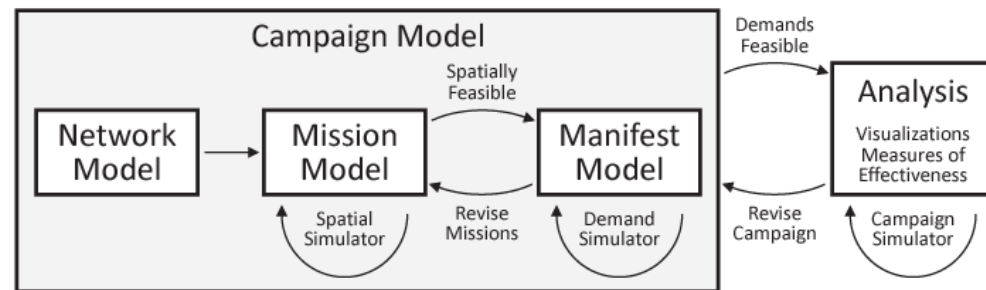 Campaign Model
Network
Model
Mission
Model
Spatial
Simulator
Spatially
Feasible
Revise
Missions
Manifest
Model
Demand
Simulator
Demands
Feasible
Revise
Campaign
Analysis
Visualizations
Measures of
Effectiveness
Campaign
Simulator